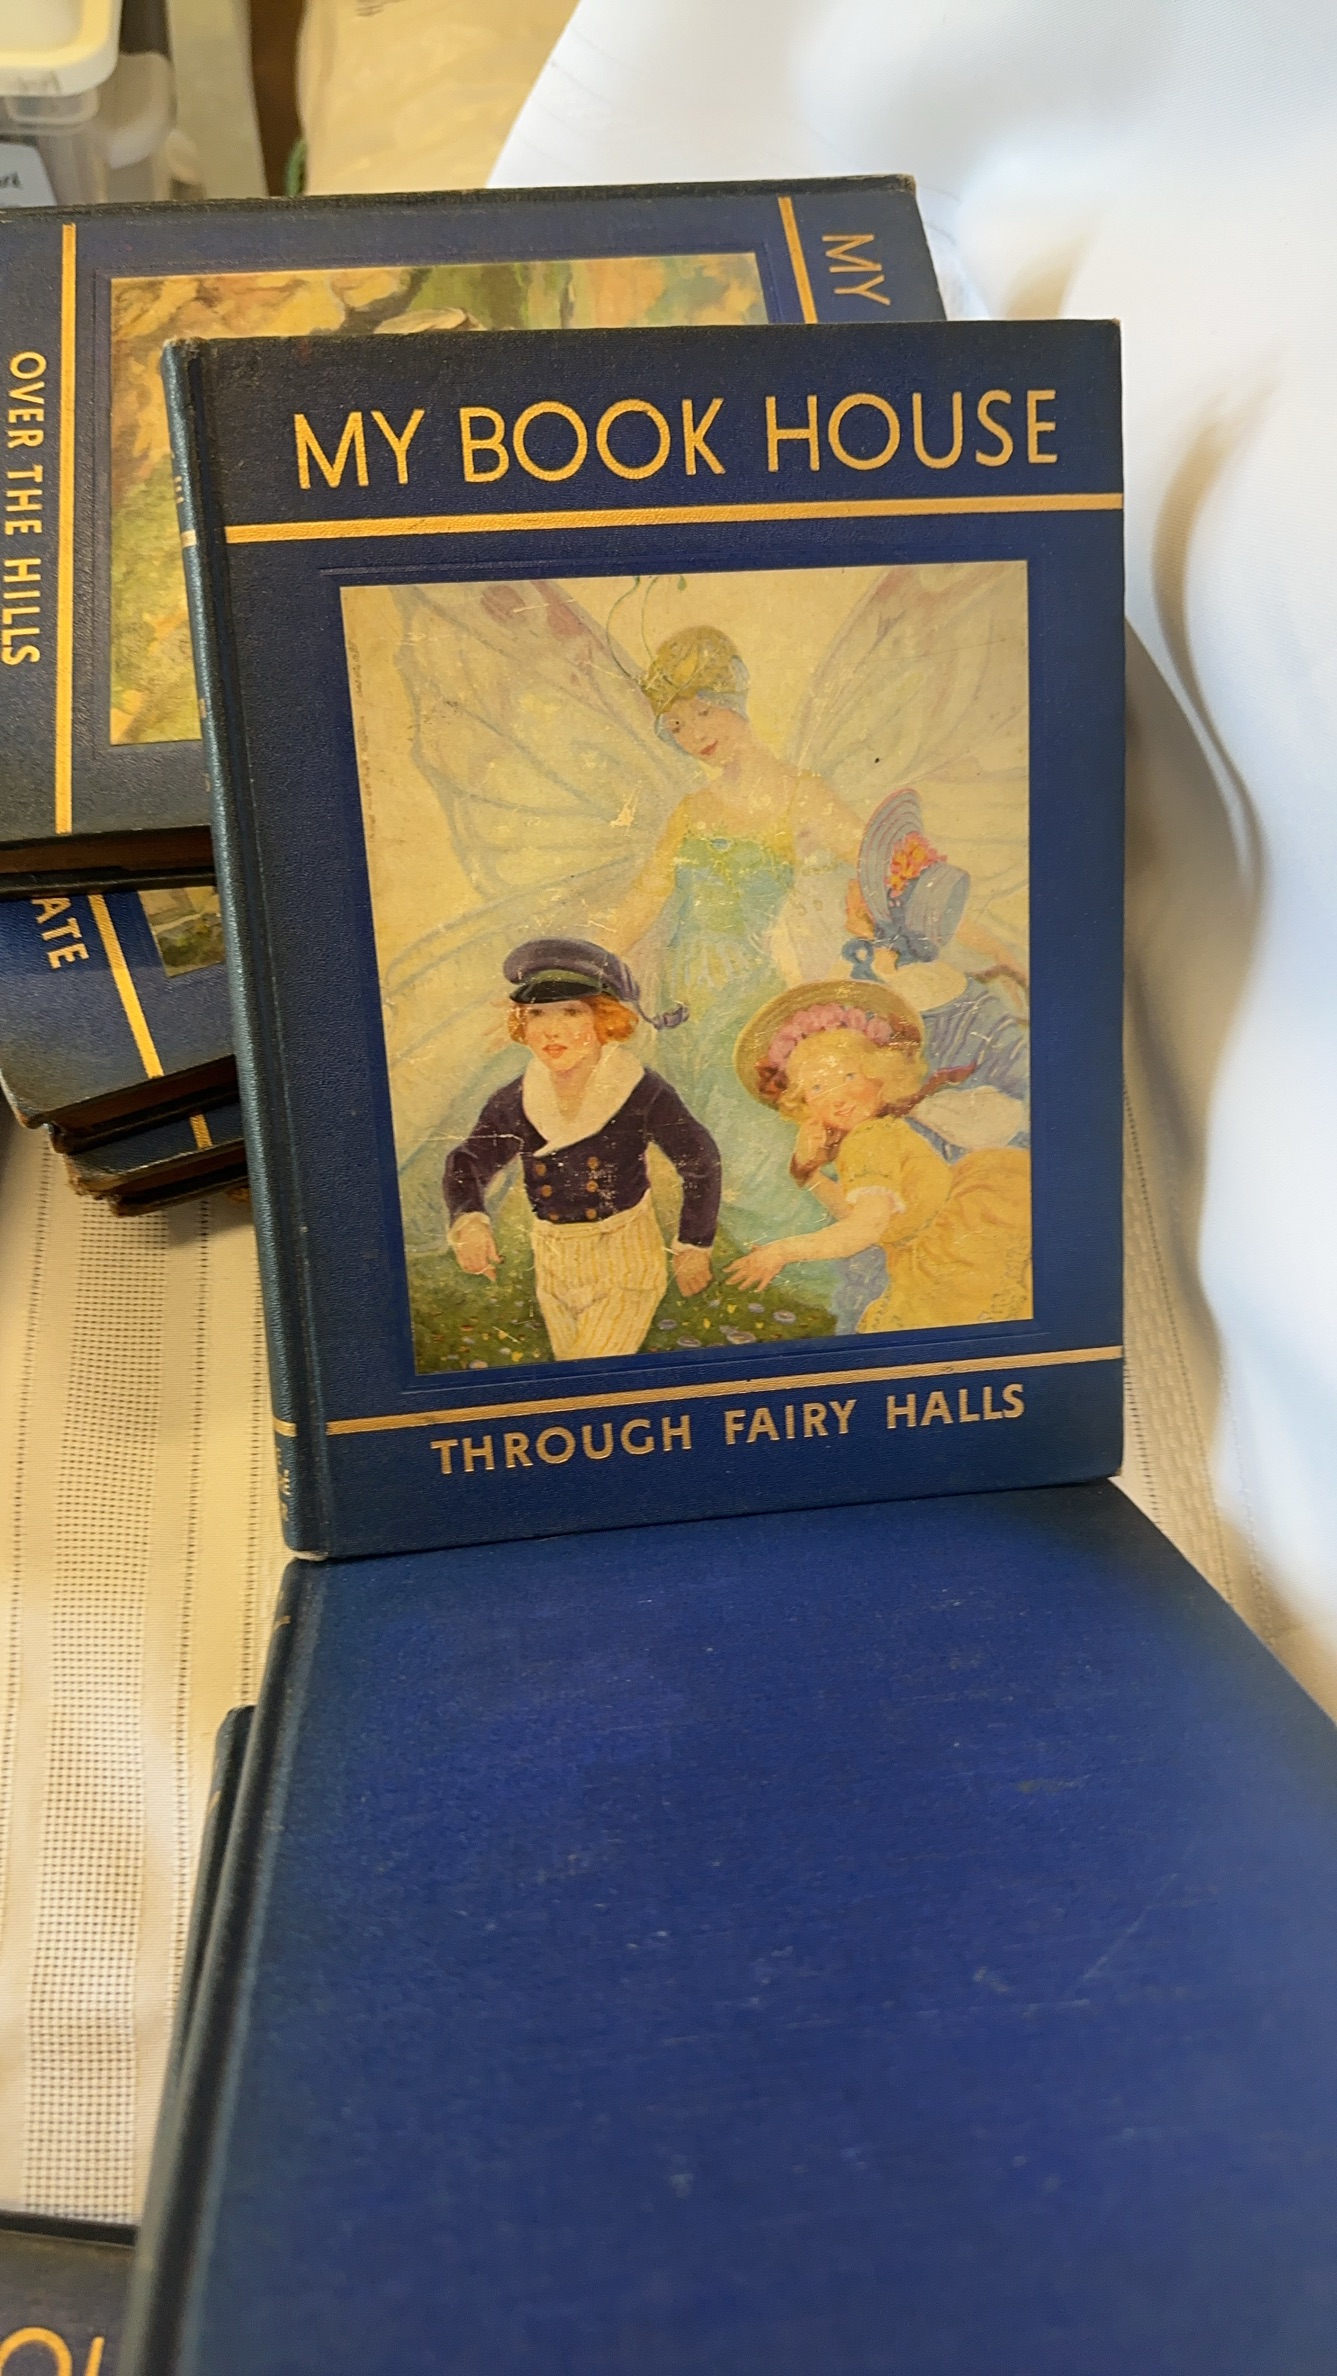 MY BOOK HOUSE
THROUGH FAIRY HALLS
OVER THE HILLS
MY
ATE